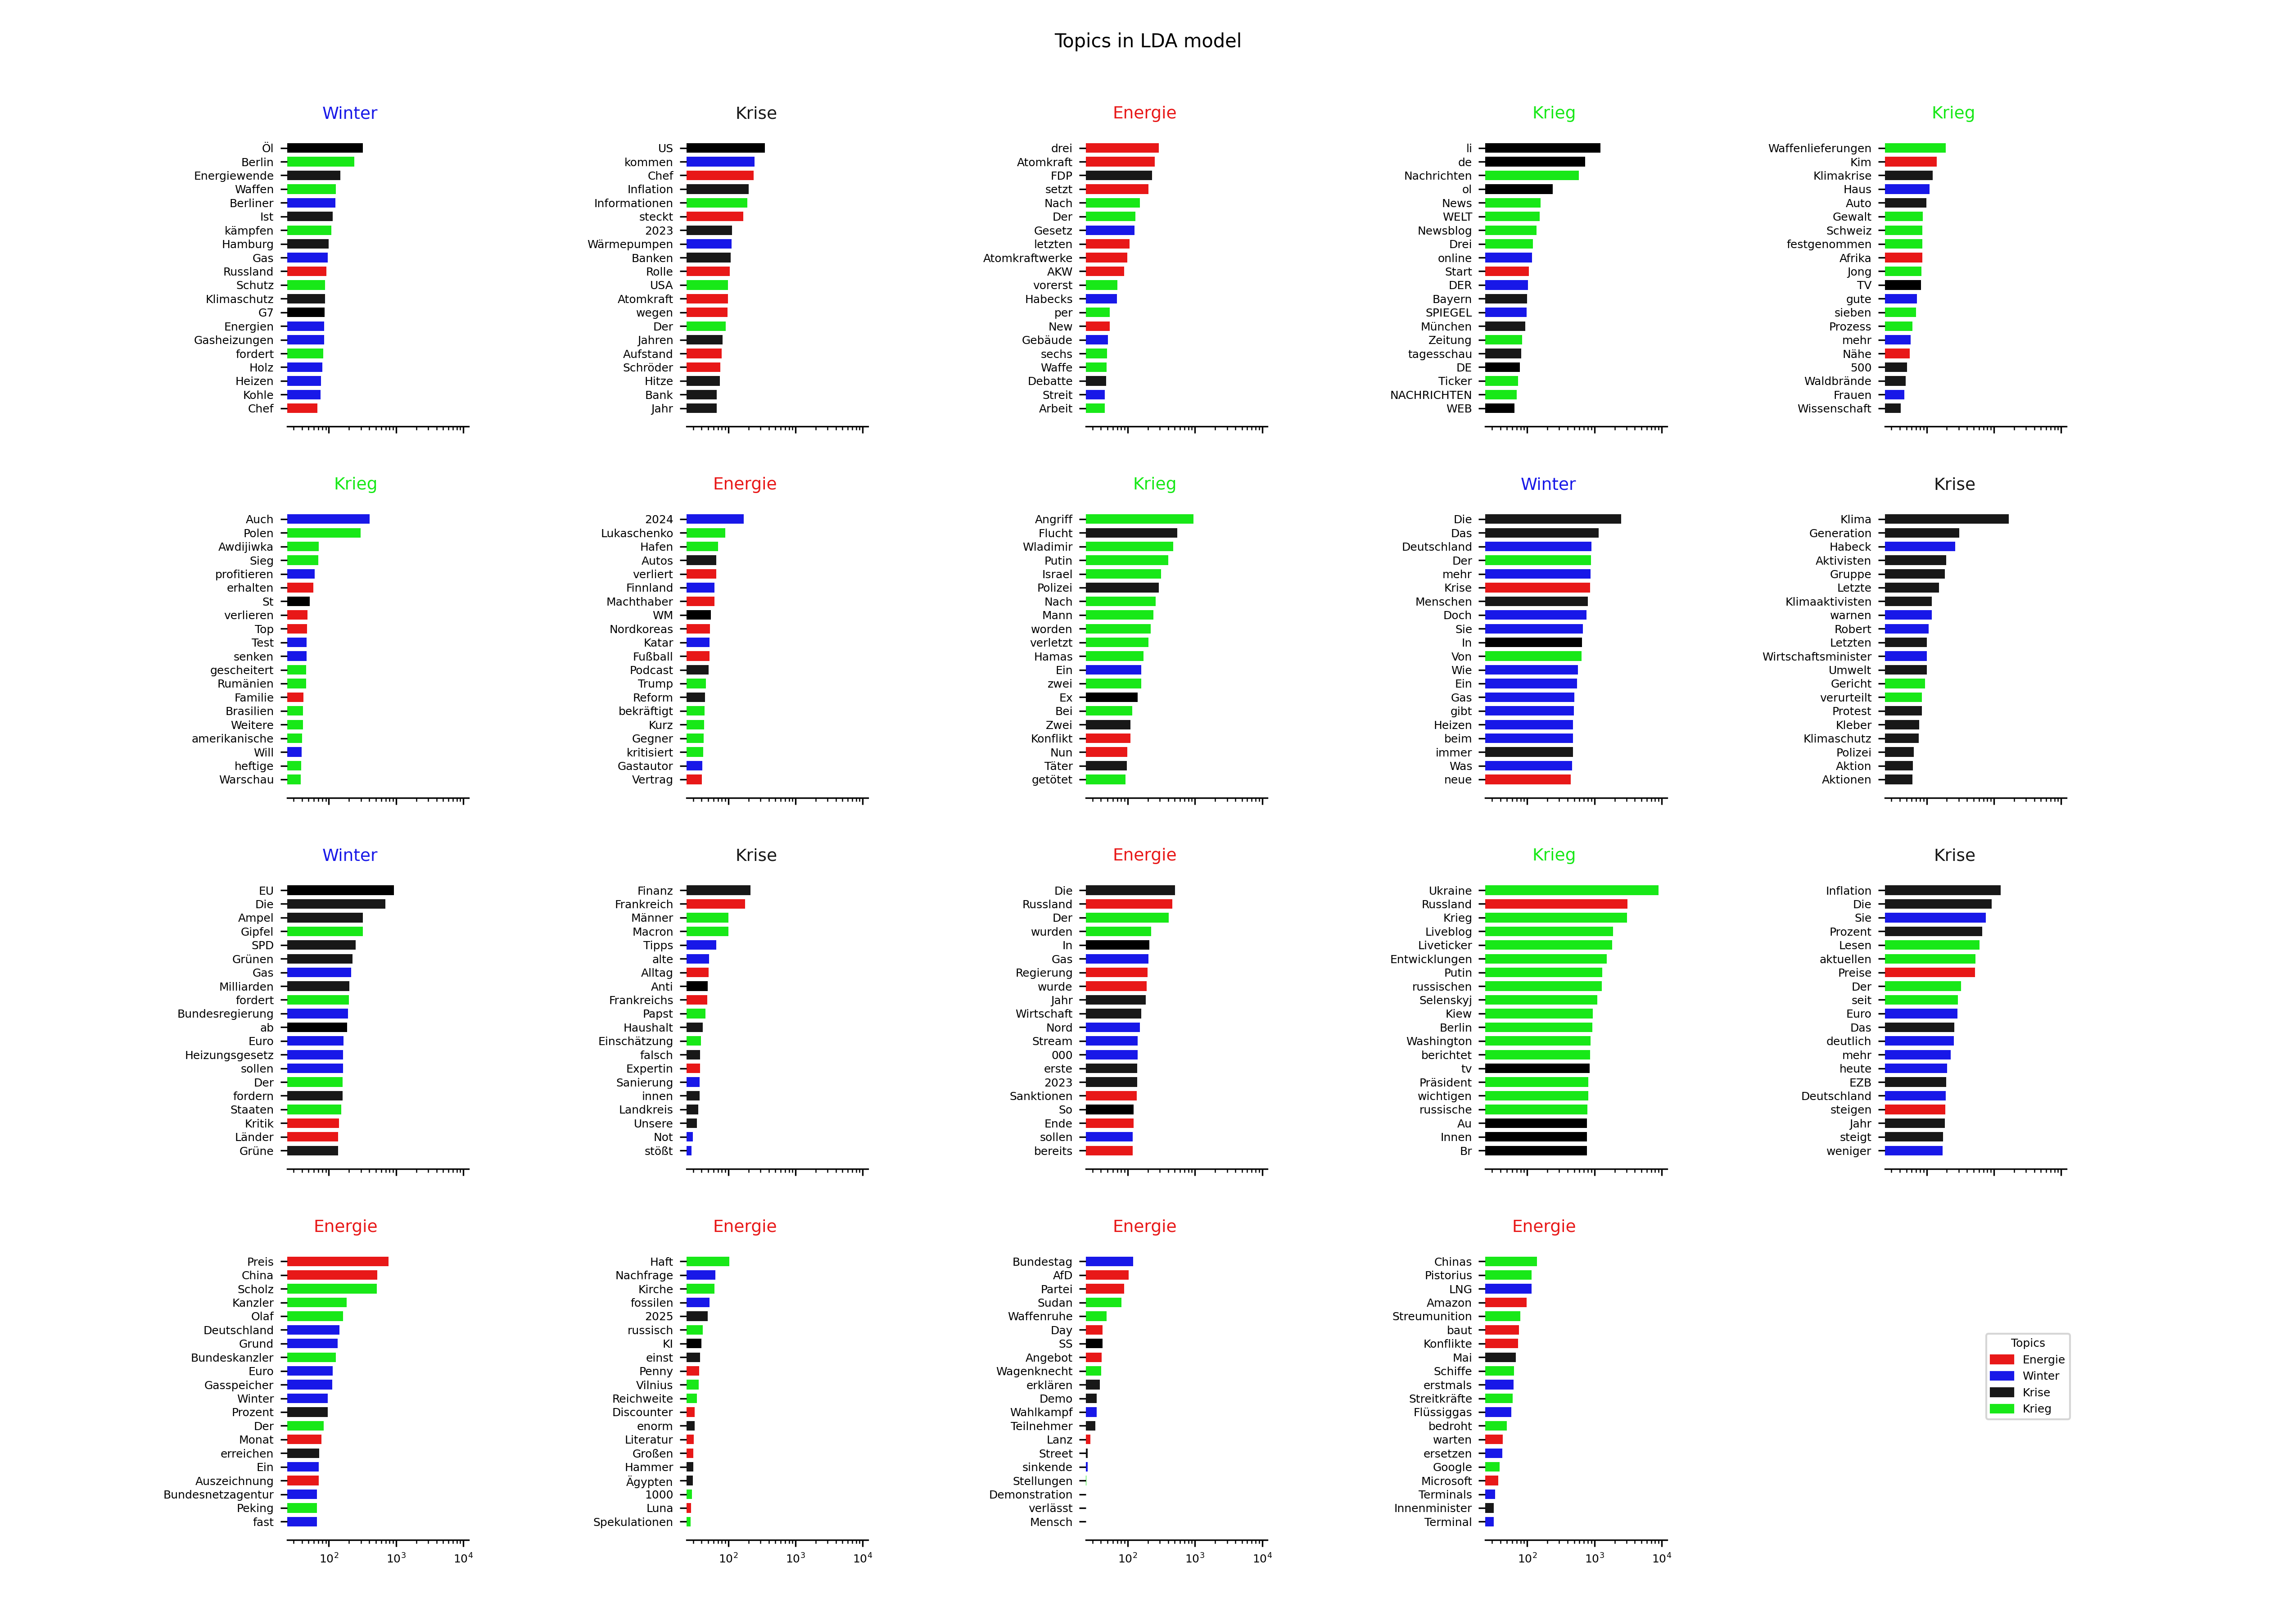 Topics in LDA model
Winter
Öl
Berlin
Energiewende
Waffen
Berliner
Ist
kämpfen
Hamburg
Gas
Russland
Schutz
Klimaschutz
G7
Energien
Gasheizungen
fordert
Holz
Heizen
Kohle
Chef
Krise
US
kommen
Chef
Inflation
Informationen
steckt
2023
Wärmepumpen
Banken
Rolle
USA
Atomkraft
wegen
Der
Jahren
Aufstand
Schröder
Hitze
Bank
Jahr
Energie
drei
Atomkraft
FDP
setzt
Nach
Der
Gesetz
letzten
Atomkraftwerke
AKW
vorerst
Habecks
per
New
Gebäude
sechs
Waffe
Debatte
Streit
Arbeit
Krieg
li
de
Nachrichten
ol
News
WELT
Newsblog
Drei
online
Start
DER
Bayern
SPIEGEL
München
Zeitung
tagesschau
DE
Ticker
NACHRICHTEN
WEB
Krieg
Waffenlieferungen
Kim
Klimakrise
Haus
Auto
Gewalt
Schweiz
festgenommen
Afrika
Jong
TV
gute
sieben
Prozess
mehr
Nähe
500
Waldbrände
Frauen
Wissenschaft
Krieg
Auch
Polen
Awdijiwka
Sieg
profitieren
erhalten
St
verlieren
Top
Test
senken
gescheitert
Rumänien
Familie
Brasilien
Weitere
amerikanische
Will
heftige
Warschau
Energie
2024
Lukaschenko
Hafen
Autos
verliert
Finnland
Machthaber
WM
Nordkoreas
Katar
Fußball
Podcast
Trump
Reform
bekräftigt
Kurz
Gegner
kritisiert
Gastautor
Vertrag
Krieg
Angriff
Flucht
Wladimir
Putin
Israel
Polizei
Nach
Mann
worden
verletzt
Hamas
Ein
zwei
Ex
Bei
Zwei
Konflikt
Nun
Täter
getötet
Winter
Die
Das
Deutschland
Der
mehr
Krise
Menschen
Doch
Sie
In
Von
Wie
Ein
Gas
gibt
Heizen
beim
immer
Was
neue
Krise
Klima
Generation
Habeck
Aktivisten
Gruppe
Letzte
Klimaaktivisten
warnen
Robert
Letzten
Wirtschaftsminister
Umwelt
Gericht
verurteilt
Protest
Kleber
Klimaschutz
Polizei
Aktion
Aktionen
Winter
EU
Die
Ampel
Gipfel
SPD
Grünen
Gas
Milliarden
fordert
Bundesregierung
ab
Euro
Heizungsgesetz
sollen
Der
fordern
Staaten
Kritik
Länder
Grüne
Krise
Finanz
Frankreich
Männer
Macron
Tipps
alte
Alltag
Anti
Frankreichs
Papst
Haushalt
Einschätzung
falsch
Expertin
Sanierung
innen
Landkreis
Unsere
Not
stößt
Energie
Die
Russland
Der
wurden
In
Gas
Regierung
wurde
Jahr
Wirtschaft
Nord
Stream
000
erste
2023
Sanktionen
So
Ende
sollen
bereits
Krieg
Ukraine
Russland
Krieg
Liveblog
Liveticker
Entwicklungen
Putin
russischen
Selenskyj
Kiew
Berlin
Washington
berichtet
tv
Präsident
wichtigen
russische
Au
Innen
Br
Krise
Inflation
Die
Sie
Prozent
Lesen
aktuellen
Preise
Der
seit
Euro
Das
deutlich
mehr
heute
EZB
Deutschland
steigen
Jahr
steigt
weniger
Energie
Preis
China
Scholz
Kanzler
Olaf
Deutschland
Grund
Bundeskanzler
Euro
Gasspeicher
Winter
Prozent
Der
Monat
erreichen
Ein
Auszeichnung
Bundesnetzagentur
Peking
fast
10² 10³ 10⁴
Energie
Haft
Nachfrage
Kirche
fossilen
2025
russisch
KI
einst
Penny
Vilnius
Reichweite
Discounter
enorm
Literatur
Großen
Hammer
Ägypten
1000
Luna
Spekulationen
10² 10³ 10⁴
Energie
Bundestag
AfD
Partei
Sudan
Waffenruhe
Day
SS
Angebot
Wagenknecht
erklären
Demo
Wahlkampf
Teilnehmer
Lanz
Street
sinkende
Stellungen
Demonstration
verlässt
Mensch
10² 10³ 10⁴
Energie
Chinas
Pistorius
LNG
Amazon
Streumunition
baut
Konflikte
Mai
Schiffe
erstmals
Streitkräfte
Flüssiggas
bedroht
warten
ersetzen
Google
Microsoft
Terminals
Innenminister
Terminal
10² 10³ 10⁴
Topics
Energie
Winter
Krise
Krieg